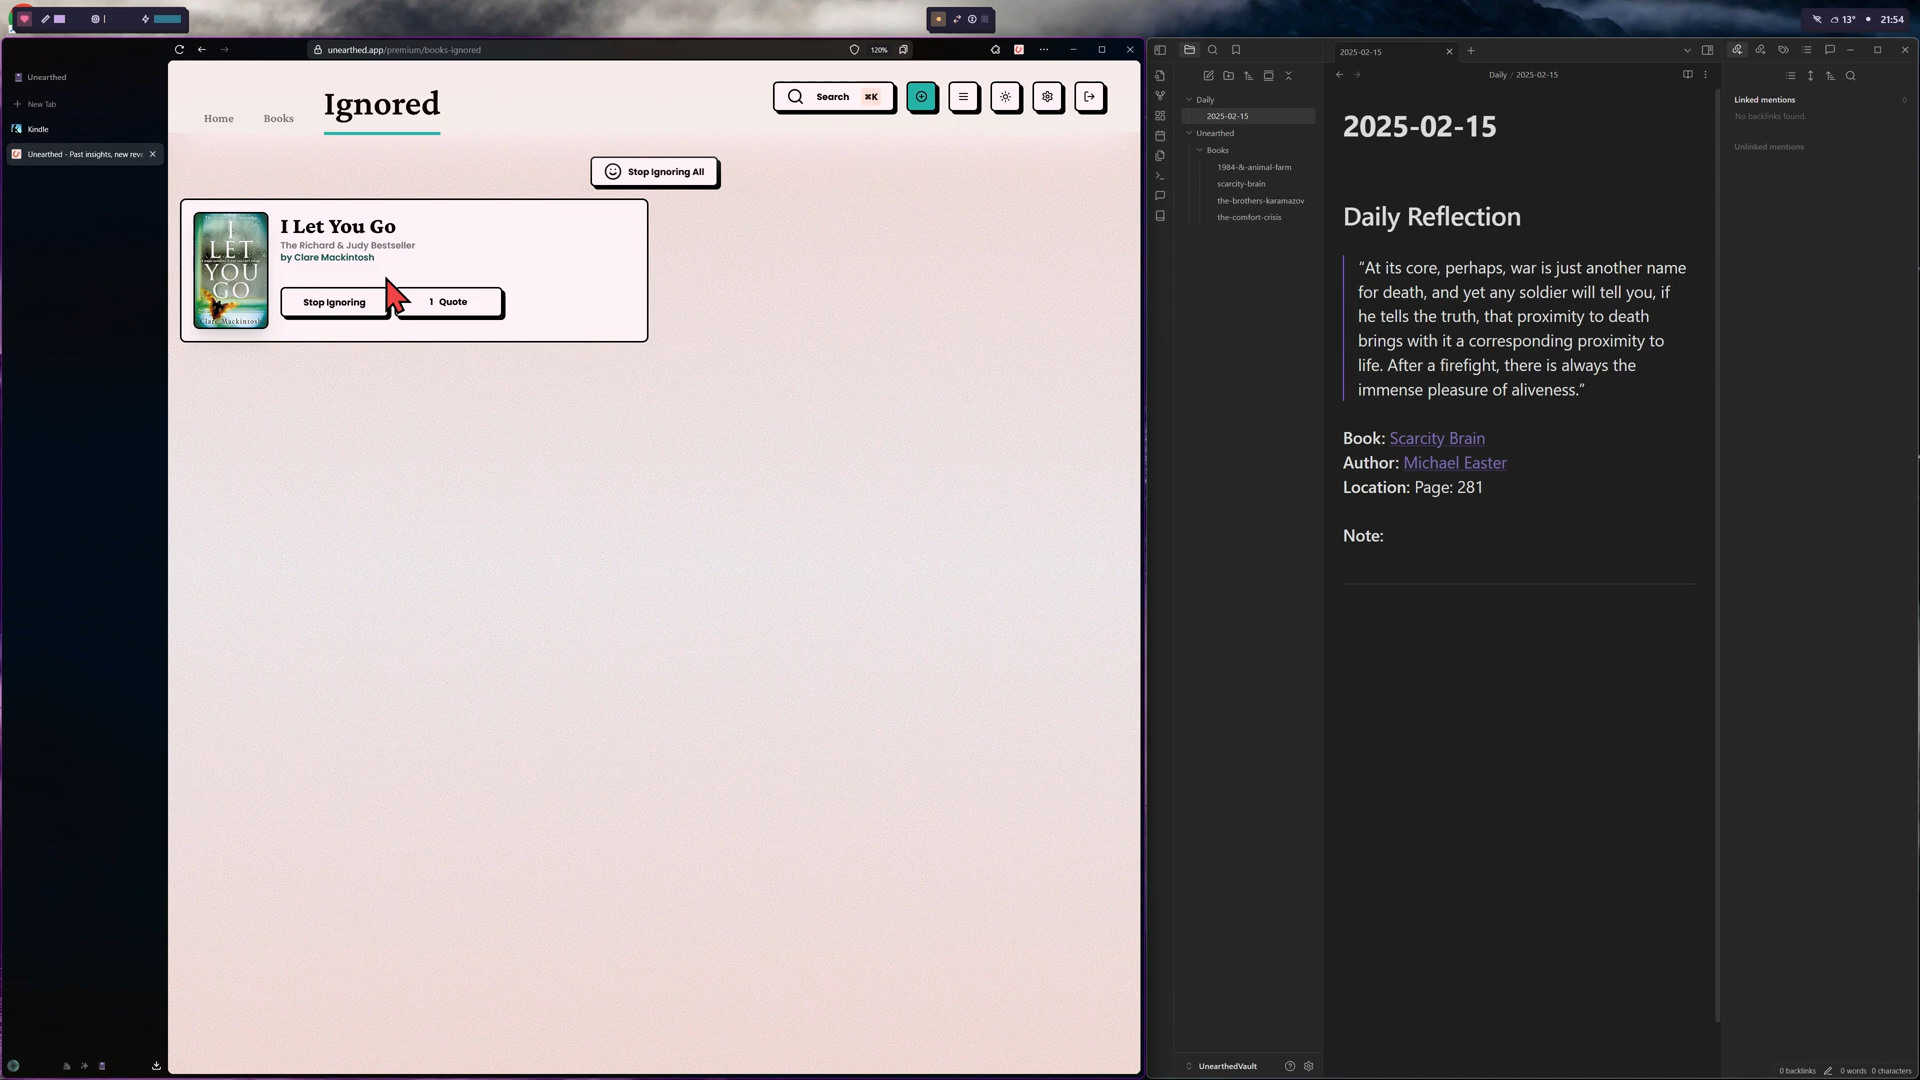 13°
21:54
unearthed.app/premium/books-ignored
120%
Unearthed
New Tab
Kindle
Unearthed - Past insights, new reve
Home
Books
Ignored
Search
⌘K
Stop Ignoring All
I LET YOU GO
Clare Mackintosh
I Let You Go
The Richard & Judy Bestseller
by Clare Mackintosh
Stop Ignoring
1 Quote
2025-02-15
Daily / 2025-02-15
Daily
2025-02-15
Unearthed
Books
1984-&-animal-farm
scarcity-brain
the-brothers-karamazov
the-comfort-crisis
UnearthedVault
2025-02-15
Daily Reflection
“At its core, perhaps, war is just another name
for death, and yet any soldier will tell you, if
he tells the truth, that proximity to death
brings with it a corresponding proximity to
life. After a firefight, there is always the
immense pleasure of aliveness.”
Book: Scarcity Brain
Author: Michael Easter
Location: Page: 281
Note:
Linked mentions
0
No backlinks found.
Unlinked mentions
0 backlinks
0 words
0 characters